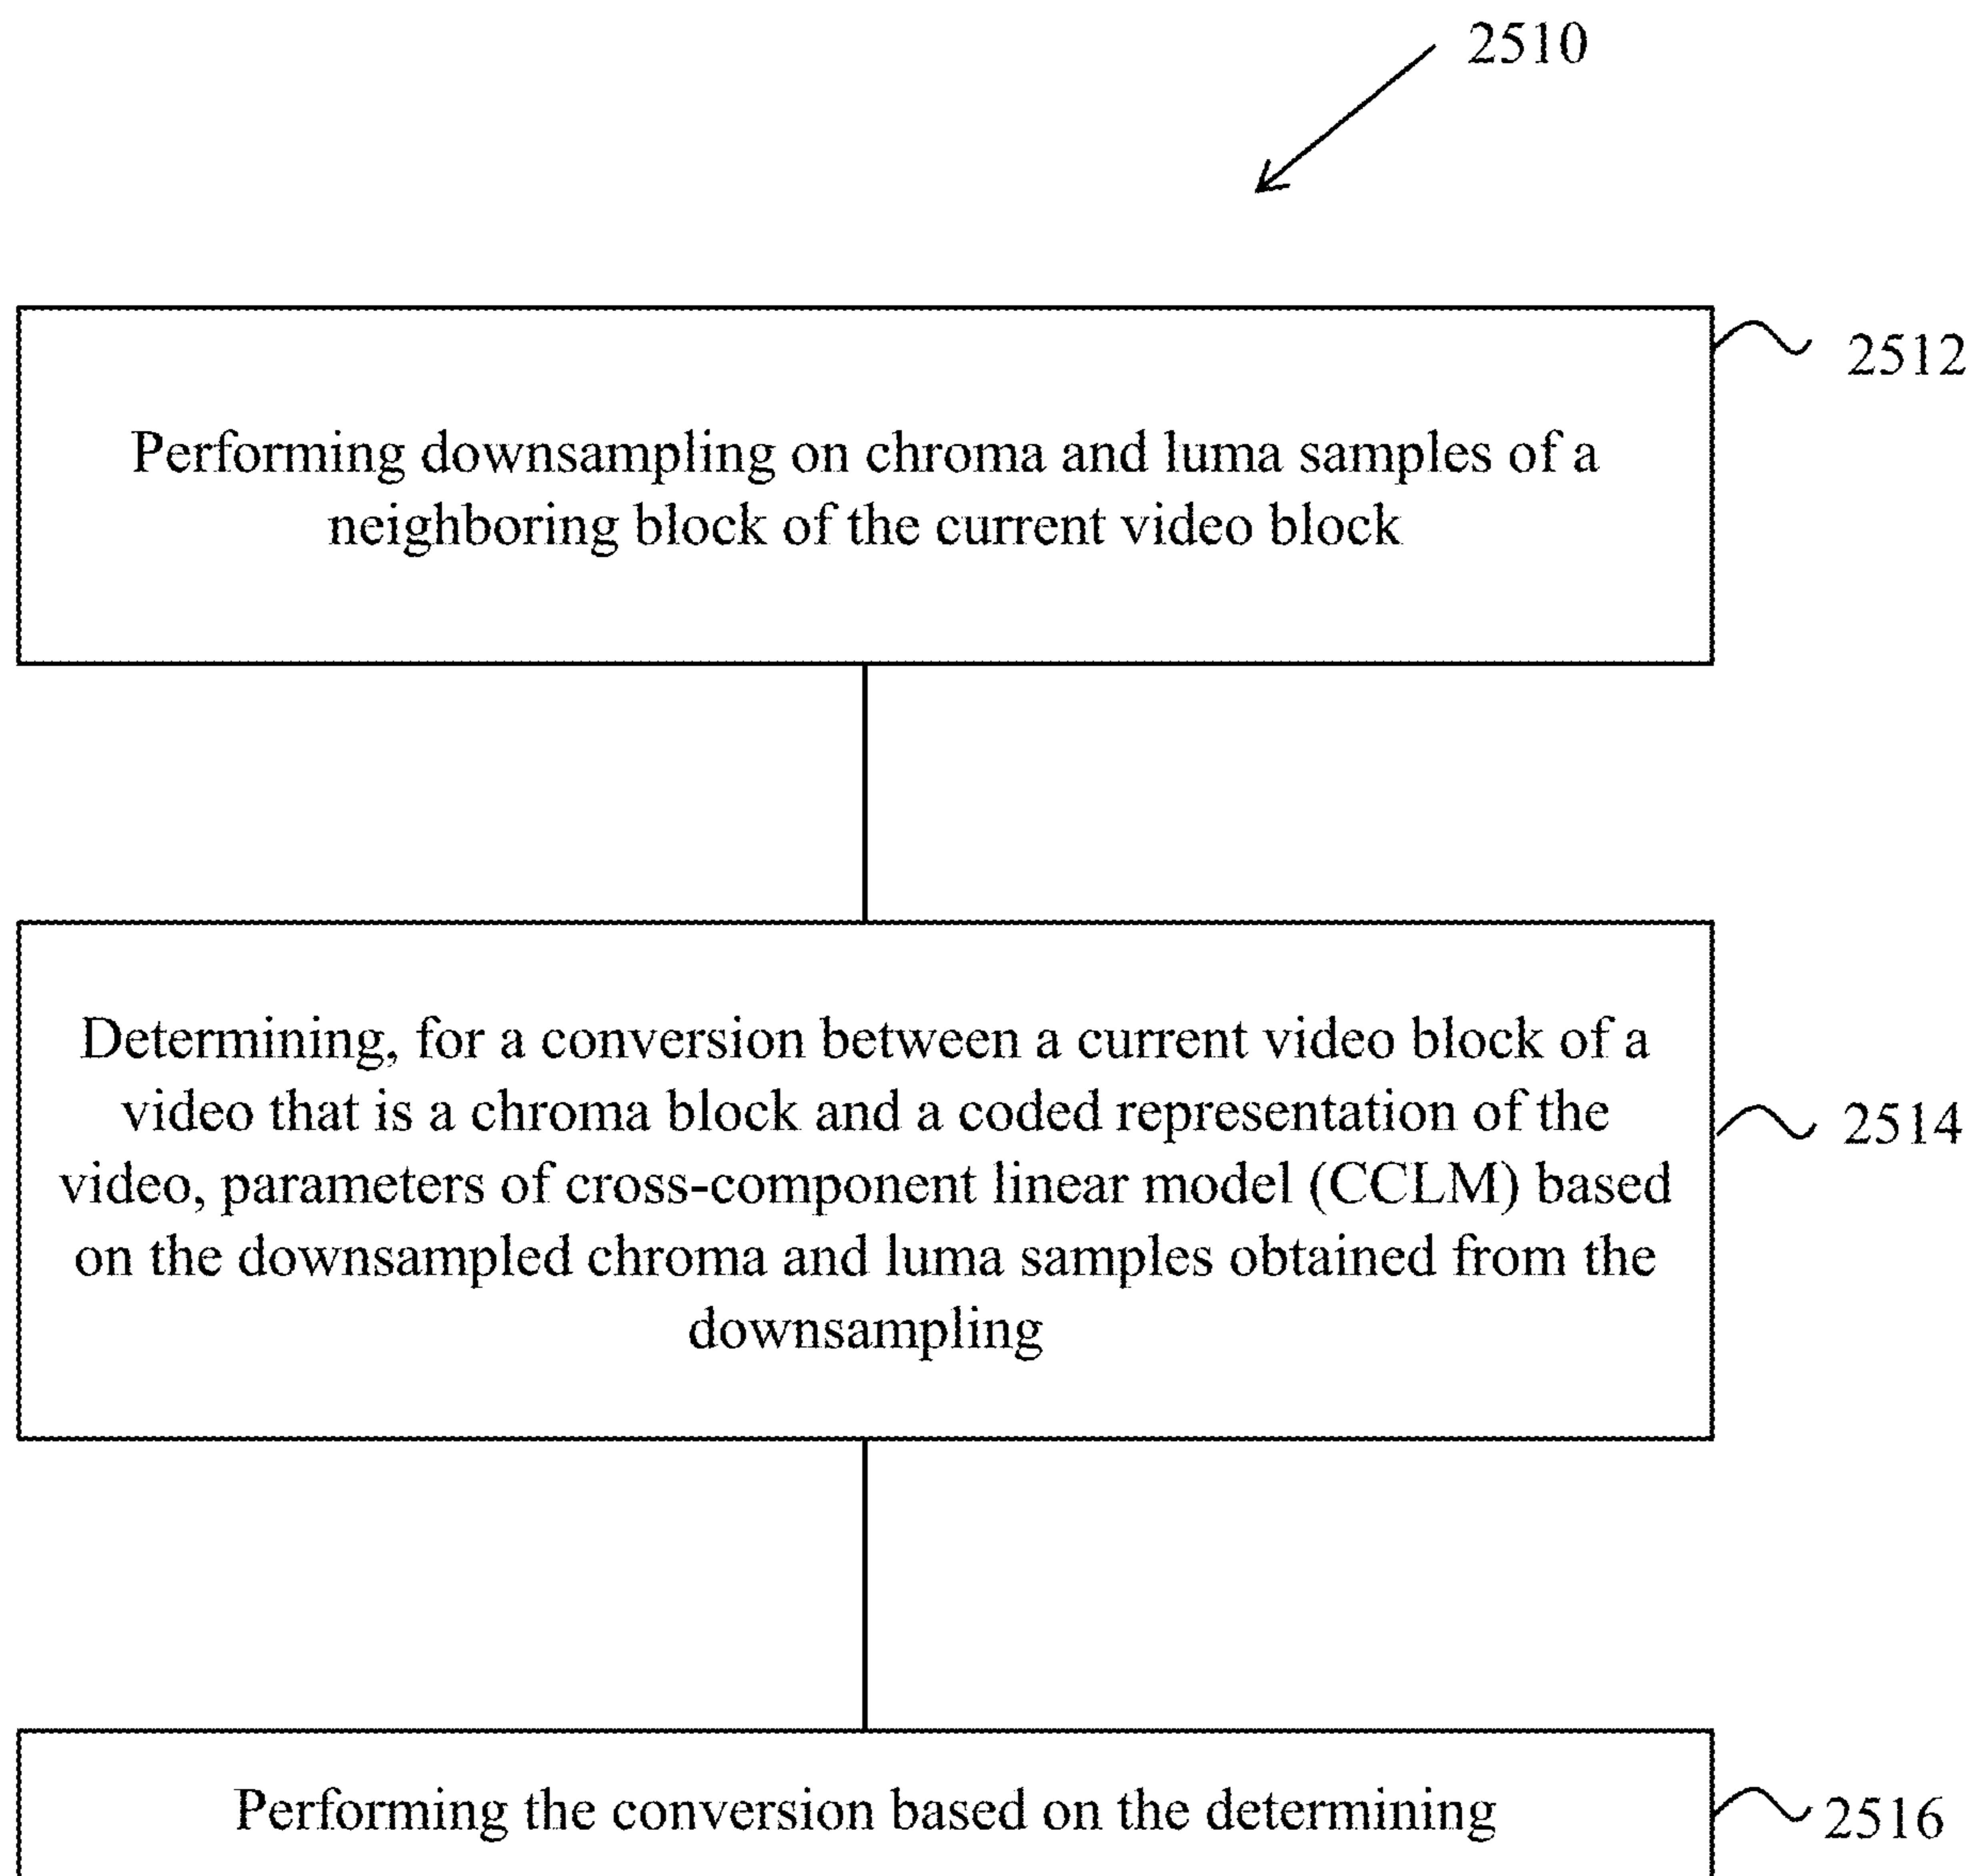 2510
2512
Performing downsampling on chroma and luma samples of a
neighboring block of the current video block
Determining, for a conversion between a current video block of a
video that is a chroma block and a coded representation of the
video, parameters of cross-component linear model (CCLM) based
on the downsampled chroma and luma samples obtained from the
downsampling
2514
Performing the conversion based on the determining
2516